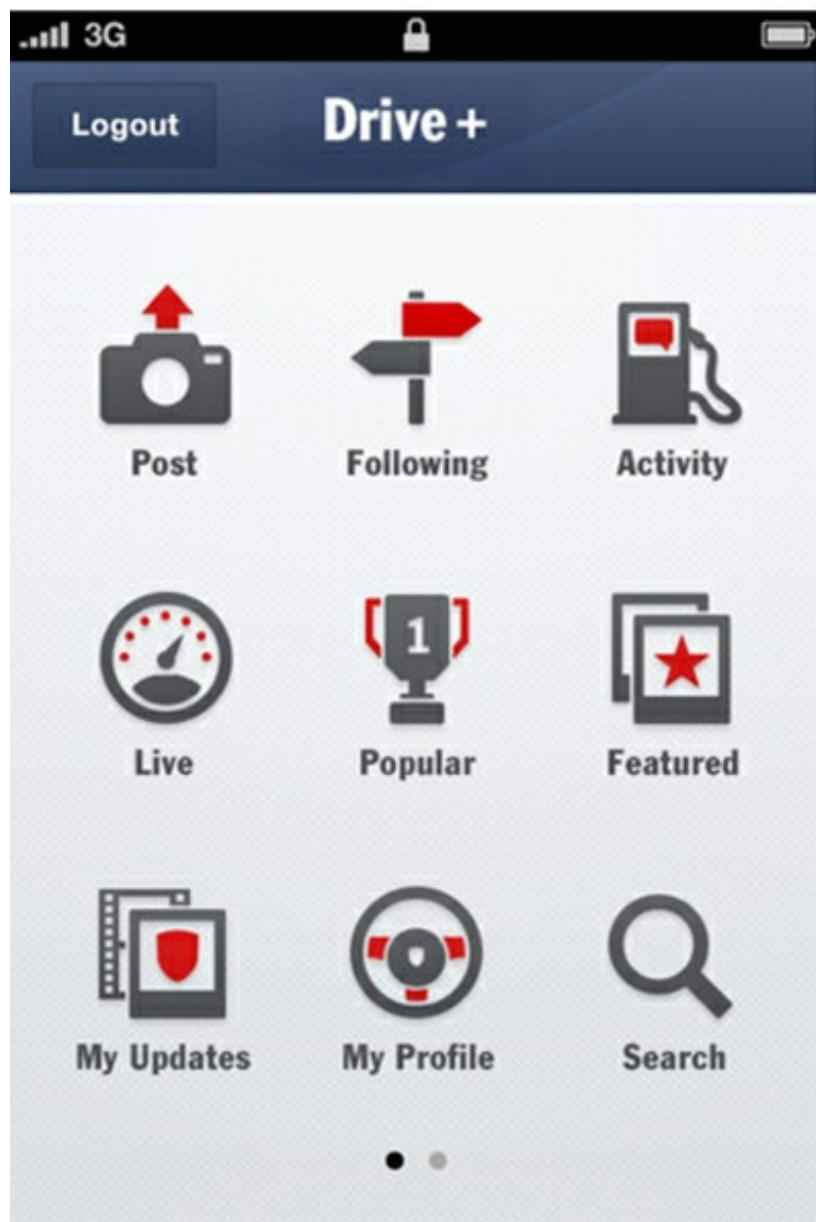 3G
Logout Drive+
Post Following Activity
1
Live Popular Featured
My Updates My Profile Search